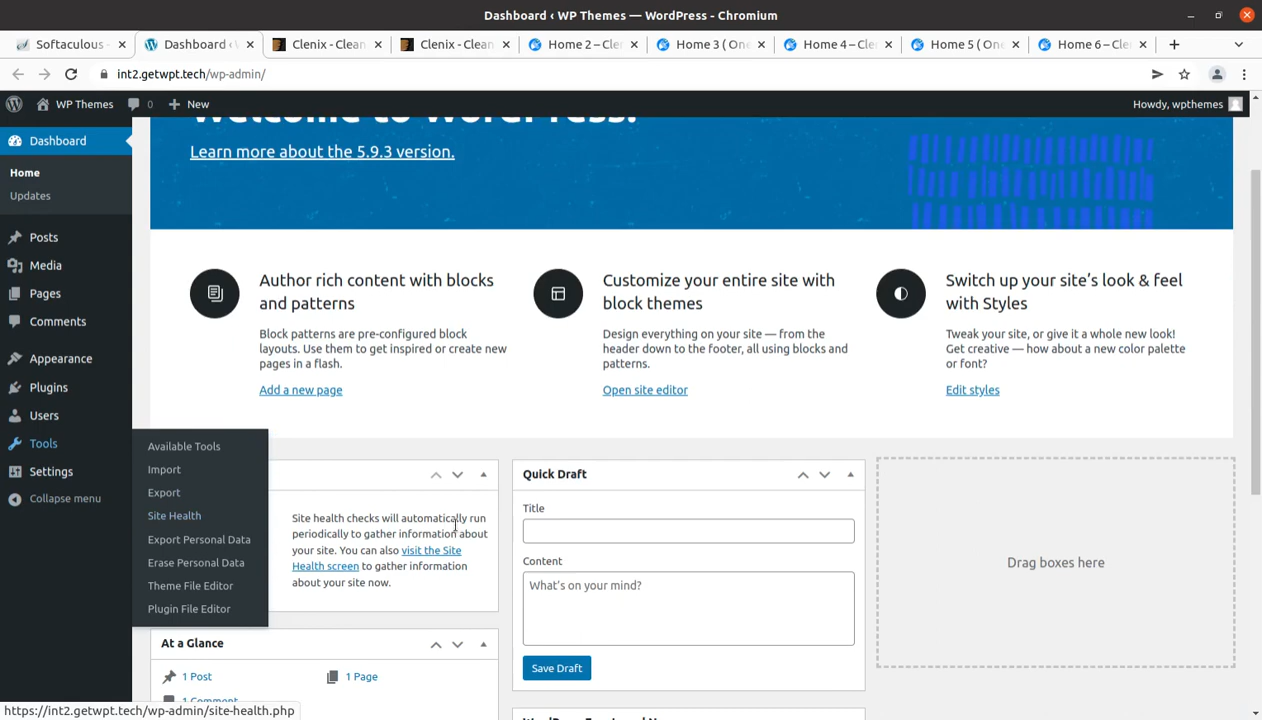 Dashboard ‹ WP Themes — WordPress - Chromium
Softaculous
Dashboard ‹
Clenix - Clean
Clenix - Clean
Home 2 – Cle
Home 3 ( One
Home 4 – Cle
Home 5 ( On
Home 6 – Cle
int2.getwpt.tech/wp-admin/
WP Themes
0
New
Howdy, wpthemes
Dashboard
Home
Updates
Posts
Media
Pages
Comments
Appearance
Plugins
Users
Tools
Settings
Collapse menu
Available Tools
Import
Export
Site Health
Export Personal Data
Erase Personal Data
Theme File Editor
Plugin File Editor
Welcome to WordPress!
Learn more about the 5.9.3 version.
Author rich content with blocks
and patterns
Block patterns are pre-configured block
layouts. Use them to get inspired or create new
pages in a flash.
Add a new page
Customize your entire site with
block themes
Design everything on your site — from the
header down to the footer, all using blocks and
patterns.
Open site editor
Switch up your site's look & feel
with Styles
Tweak your site, or give it a whole new look!
Get creative — how about a new color palette
or font?
Edit styles
Site health checks will automatically run
periodically to gather information about
your site. You can also visit the Site
Health screen to gather information
about your site now.
At a Glance
1 Post
1 Page
1 Comment
Quick Draft
Title
Content
What's on your mind?
Save Draft
Drag boxes here
https://int2.getwpt.tech/wp-admin/site-health.php